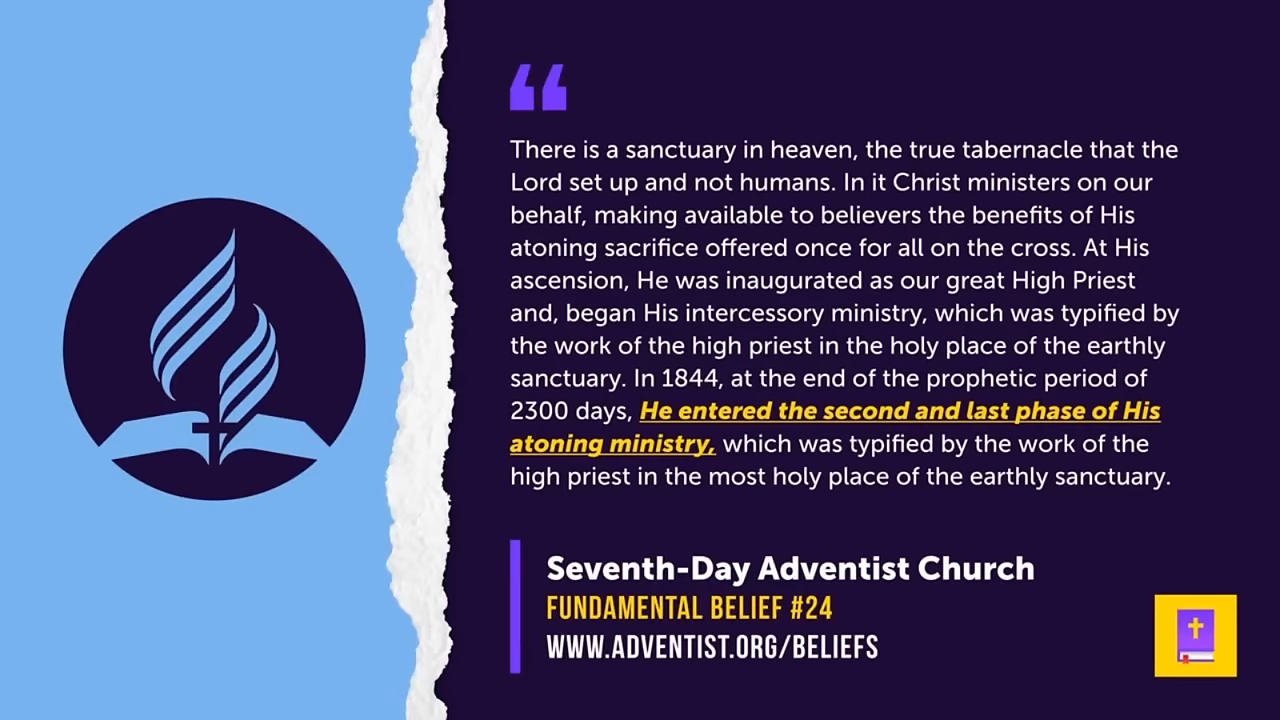 “
There is a sanctuary in heaven, the true tabernacle that the
Lord set up and not humans. In it Christ ministers on our
behalf, making available to believers the benefits of His
atoning sacrifice offered once for all on the cross. At His
ascension, He was inaugurated as our great High Priest
and, began His intercessory ministry, which was typified by
the work of the high priest in the holy place of the earthly
sanctuary. In 1844, at the end of the prophetic period of
2300 days, He entered the second and last phase of His
atoning ministry, which was typified by the work of the
high priest in the most holy place of the earthly sanctuary.
Seventh-Day Adventist Church
FUNDAMENTAL BELIEF #24
WWW.ADVENTIST.ORG/BELIEFS